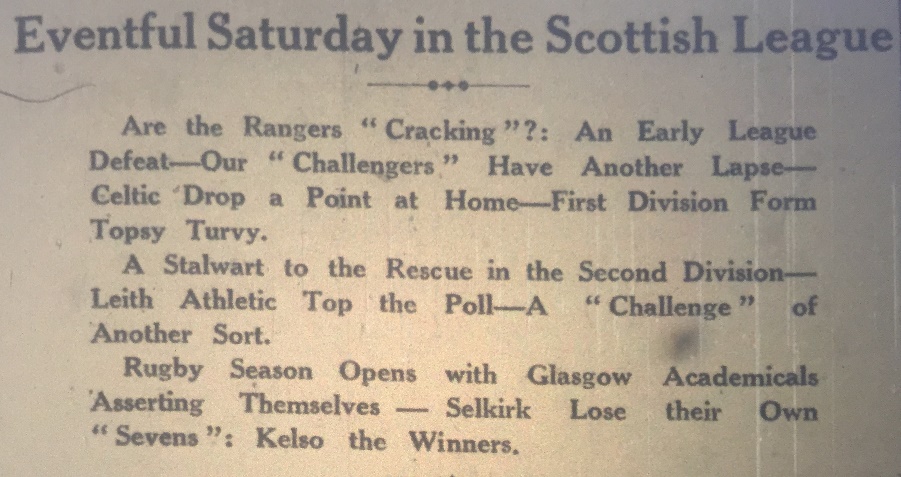 Eventful Saturday in the Scottish League
Are the Rangers “Cracking”?: An Early League
Defeat—Our “Challengers” Have Another Lapse—
Celtic Drop a Point at Home—First Division Form
Topsy Turvy.
A Stalwart to the Rescue in the Second Division—
Leith Athletic Top the Poll—A “Challenge” of
Another Sort.
Rugby Season Opens with Glasgow Academicals
Asserting Themselves — Selkirk Lose their Own
“Sevens”: Kelso the Winners.